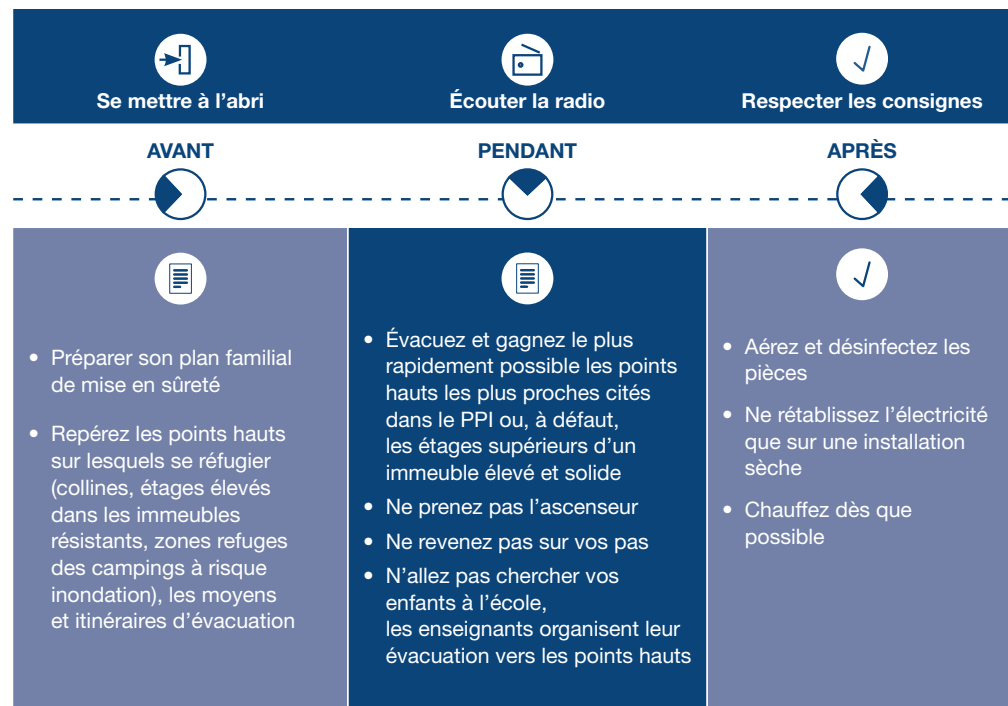 Se mettre à l’abri
Écouter la radio
Respecter les consignes
AVANT
PENDANT
APRÈS
• Préparer son plan familial
de mise en sûreté
• Repérez les points hauts
sur lesquels se réfugier
(collines, étages élevés
dans les immeubles
résistants, zones refuges
des campings à risque
inondation), les moyens
et itinéraires d’évacuation
• Évacuez et gagnez le plus
rapidement possible les points
hauts les plus proches cités
dans le PPI ou, à défaut,
les étages supérieurs d’un
immeuble élevé et solide
• Ne prenez pas l’ascenseur
• Ne revenez pas sur vos pas
• N’allez pas chercher vos
enfants à l’école,
les enseignants organisent leur
évacuation vers les points hauts
• Aérez et désinfectez les
pièces
• Ne rétablissez l’électricité
que sur une installation
sèche
• Chauffez dès que
possible